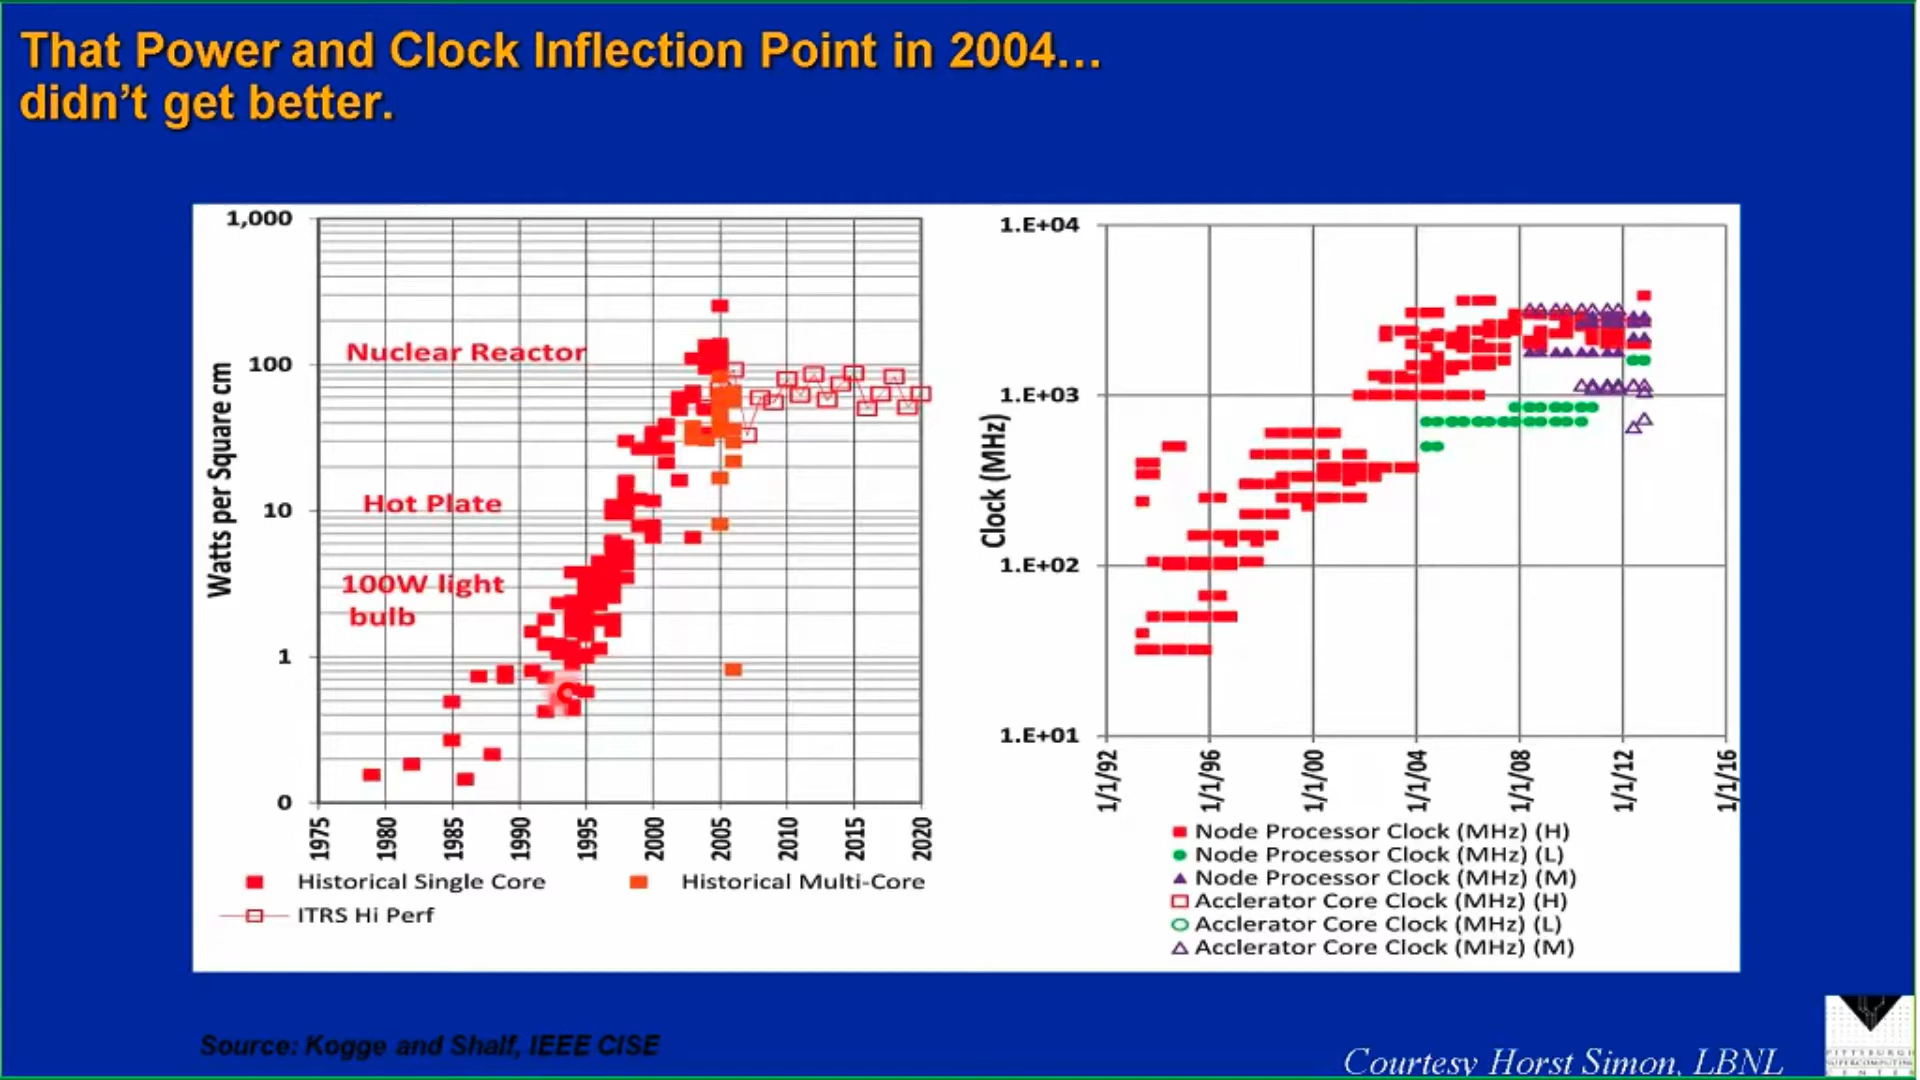 That Power and Clock Inflection Point in 2004…
didn’t get better.
1,000
100
10
1
0
Watts per Square cm
Nuclear Reactor
Hot Plate
100W light
bulb
1975
1980
1985
1990
1995
2000
2005
2010
2015
2020
Historical Single Core
Historical Multi-Core
ITRS Hi Perf
1.E+04
1.E+03
1.E+02
1.E+01
Clock (MHz)
1/1/92
1/1/96
1/1/00
1/1/04
1/1/08
1/1/12
1/1/16
Node Processor Clock (MHz) (H)
Node Processor Clock (MHz) (L)
Node Processor Clock (MHz) (M)
Acclerator Core Clock (MHz) (H)
Acclerator Core Clock (MHz) (L)
Acclerator Core Clock (MHz) (M)
Source: Kogge and Shalf, IEEE CISE
Courtesy Horst Simon, LBNL
PITTSBURGH
SUPERCOMPUTING
CENTER